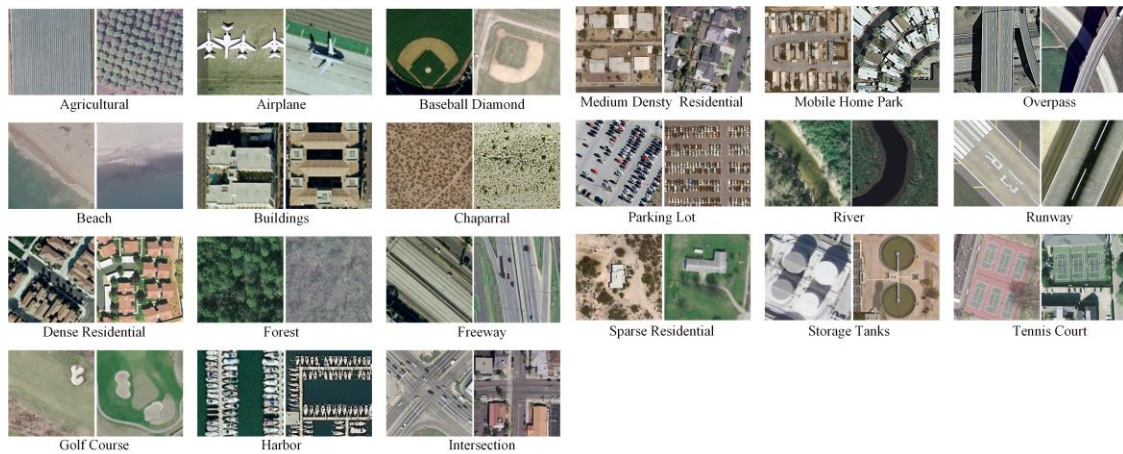 Agricultural
Airplane
Baseball Diamond
Beach
Buildings
Chaparral
Dense Residential
Forest
Freeway
Golf Course
Harbor
Intersection
Medium Densty Residential
Mobile Home Park
Overpass
Parking Lot
River
Runway
Sparse Residential
Storage Tanks
Tennis Court